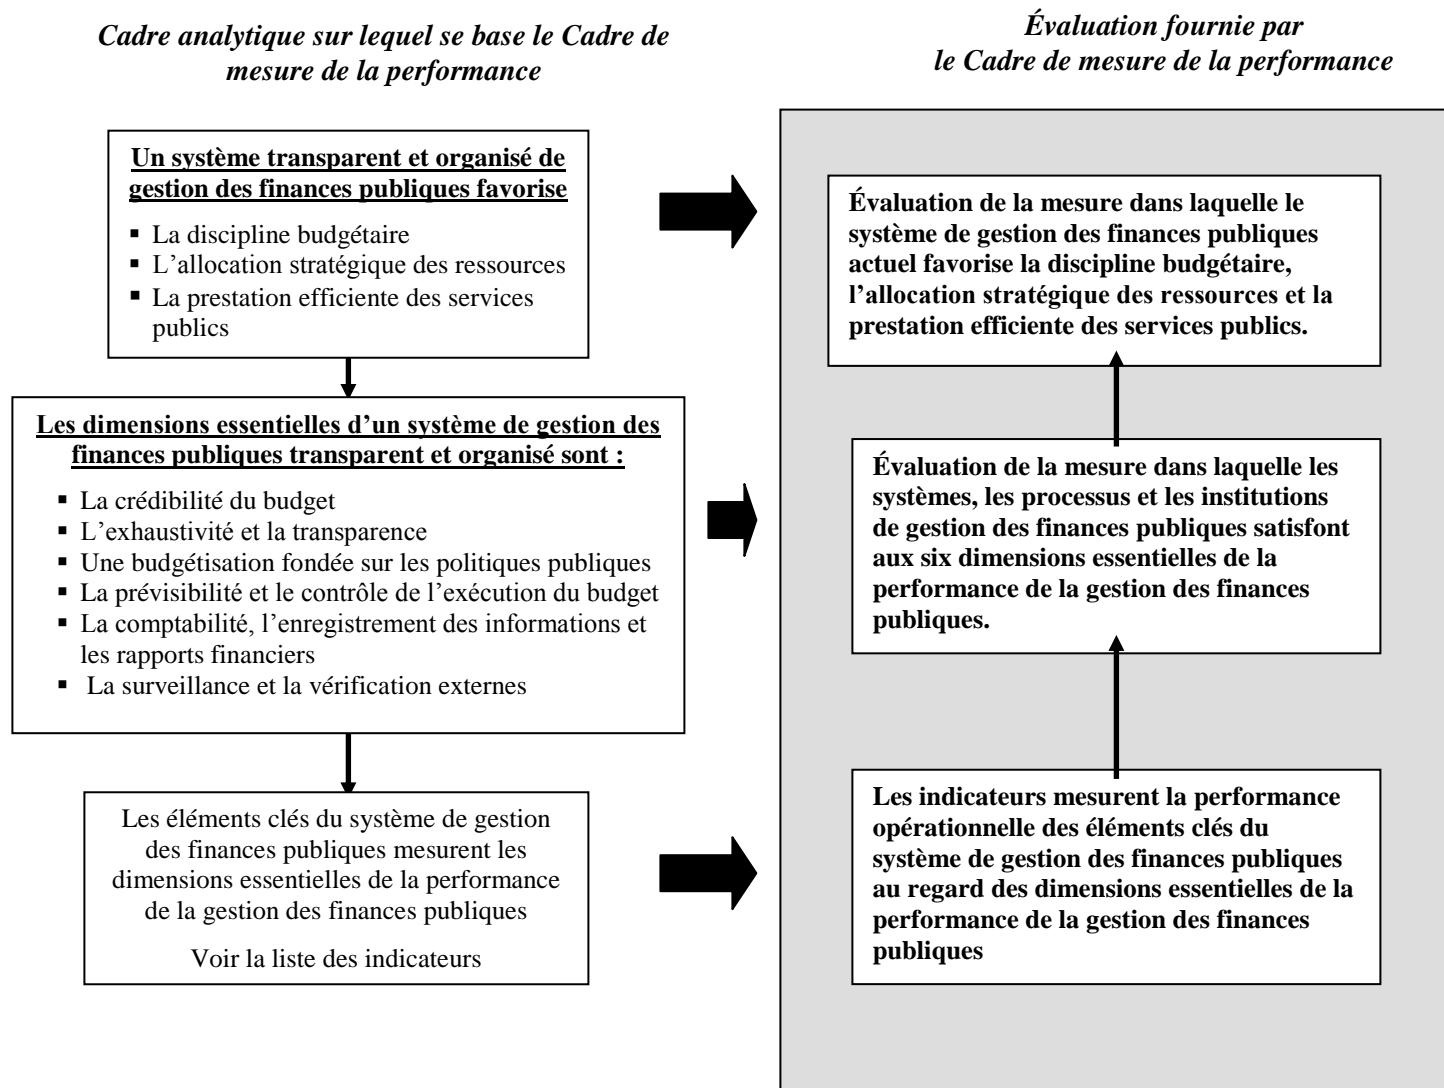 Cadre analytique sur lequel se base le Cadre de
mesure de la performance
Un système transparent et organisé de
gestion des finances publiques favorise
▪ La discipline budgétaire
▪ L’allocation stratégique des ressources
▪ La prestation efficiente des services
publics
Les dimensions essentielles d’un système de gestion des
finances publiques transparent et organisé sont :
▪ La crédibilité du budget
▪ L’exhaustivité et la transparence
▪ Une budgétisation fondée sur les politiques publiques
▪ La prévisibilité et le contrôle de l’exécution du budget
▪ La comptabilité, l’enregistrement des informations et
les rapports financiers
▪ La surveillance et la vérification externes
Les éléments clés du système de gestion
des finances publiques mesurent les
dimensions essentielles de la performance
de la gestion des finances publiques
Voir la liste des indicateurs
Évaluation fournie par
le Cadre de mesure de la performance
Évaluation de la mesure dans laquelle le
système de gestion des finances publiques
actuel favorise la discipline budgétaire,
l’allocation stratégique des ressources et la
prestation efficiente des services publics.
Évaluation de la mesure dans laquelle les
systèmes, les processus et les institutions
de gestion des finances publiques satisfont
aux six dimensions essentielles de la
performance de la gestion des finances
publiques.
Les indicateurs mesurent la performance
opérationnelle des éléments clés du
système de gestion des finances publiques
au regard des dimensions essentielles de la
performance de la gestion des finances
publiques